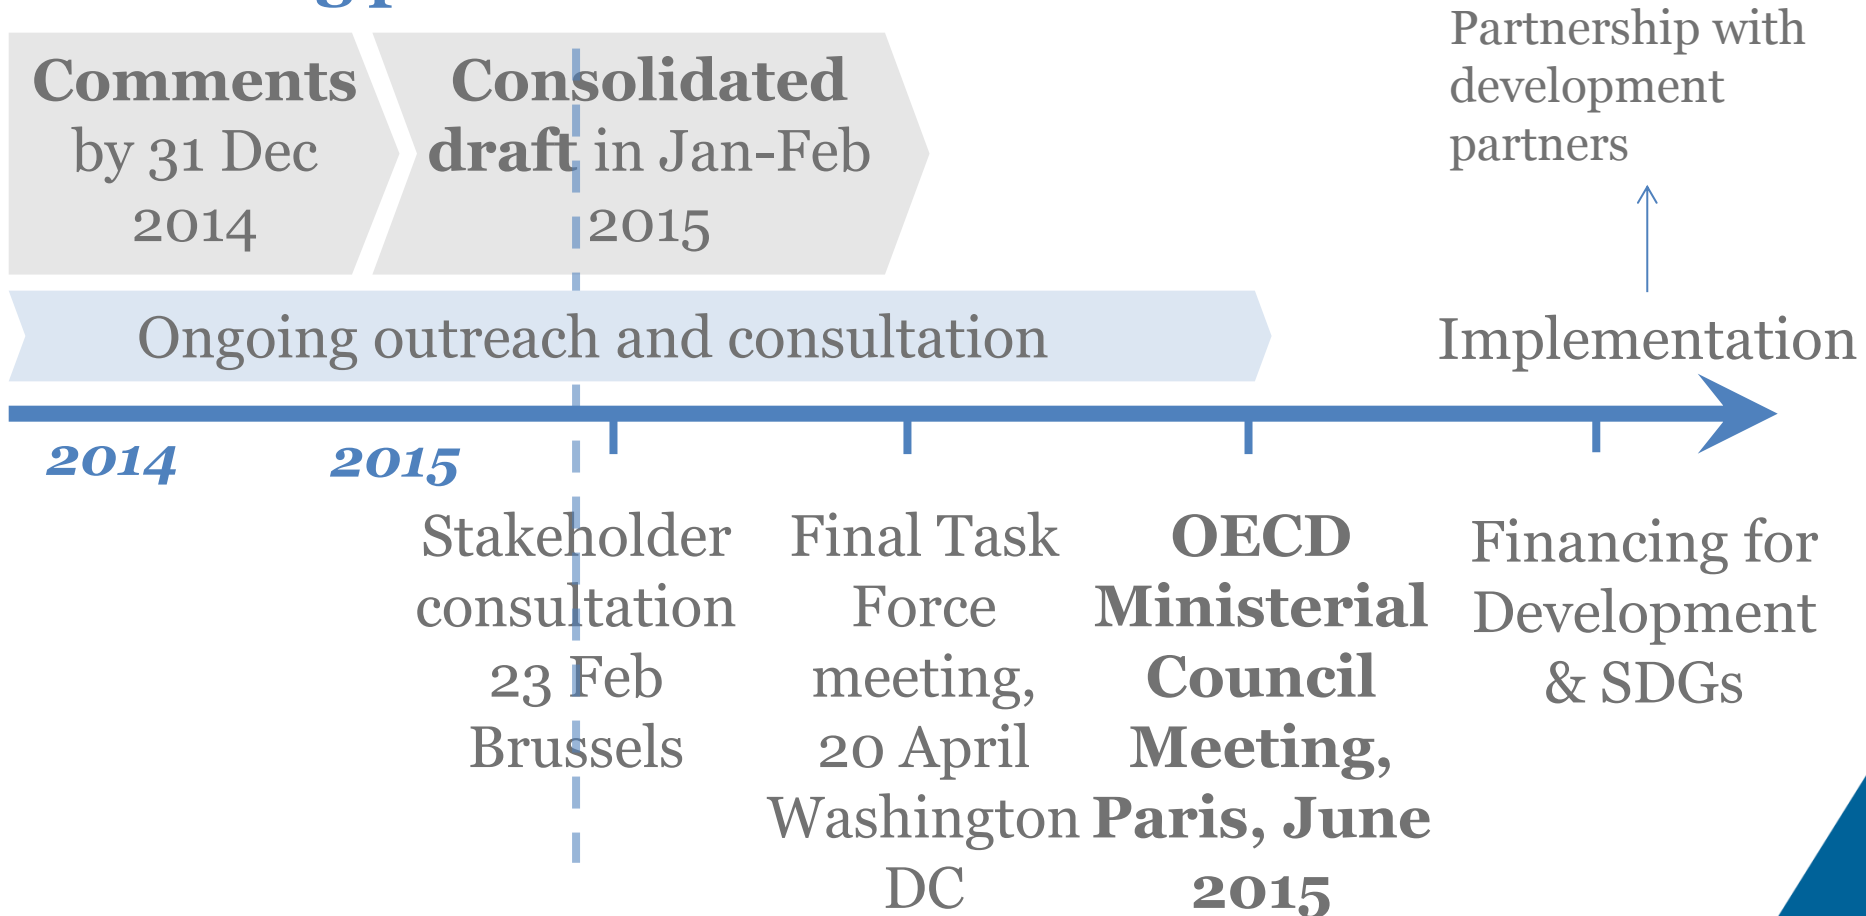 Comments
by 31 Dec
2014
Consolidated
draft in Jan-Feb
2015
Partnership with
development
partners
Ongoing outreach and consultation
Implementation
2014
2015
Stakeholder
consultation
23 Feb
Brussels
Final Task
Force
meeting,
20 April
Washington
DC
OECD
Ministerial
Council
Meeting,
Paris, June
2015
Financing for
Development
& SDGs